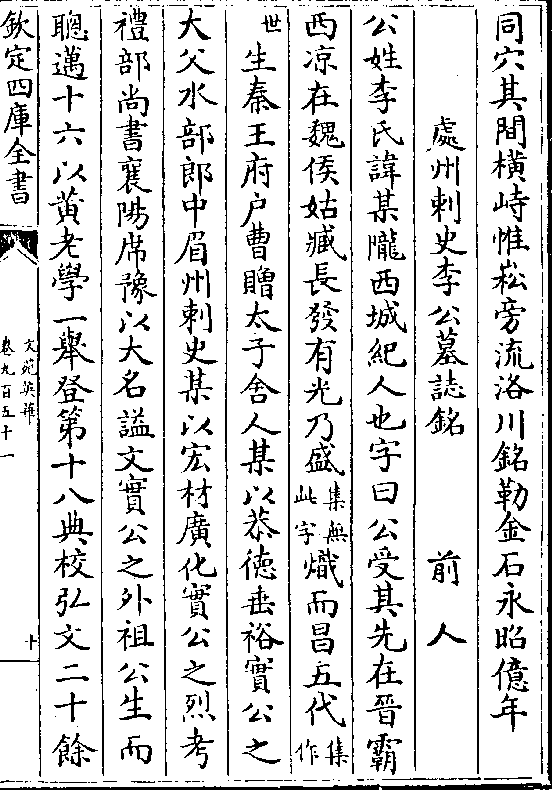 同穴其間橫峙惟崧旁流洛川銘勒金石永昭億年
處州刺史李公墓誌銘 前人
公姓李氏諱某隴西城紀人也字曰公受其先在晉霸
西凉在魏侯姑臧長發有光乃盛集無此字熾而昌五代集作
世生秦王府户曹贈太子舍人某以恭德垂裕實公之
大父水部郎中眉州刺史某以宏材廣化實公之烈考
禮部尚書襄陽席豫以大名謚文實公之外祖公生而
聰邁十六以黄老學一舉登第十八典校弘文二十餘
欽定四庫全書
文苑英華
卷九百五十一
十